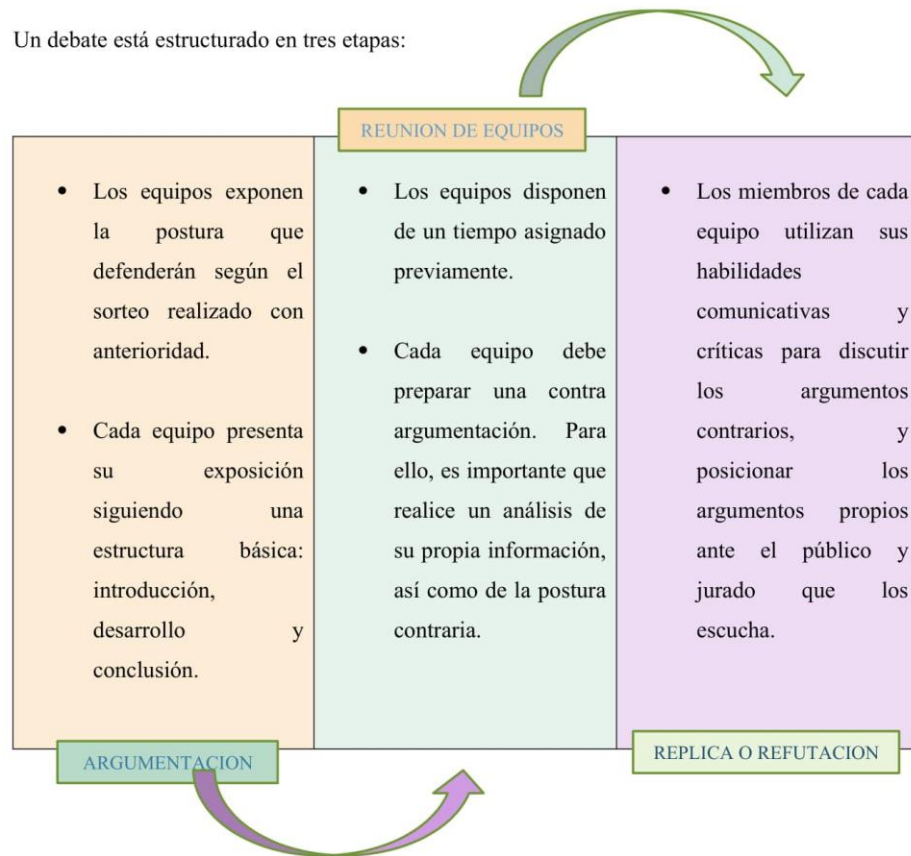 Un debate está estructurado en tres etapas:
REUNION DE EQUIPOS
• Los equipos exponen
la postura que
defenderán según el
sorteo realizado con
anterioridad.
• Cada equipo presenta
su exposición
siguiendo una
estructura básica:
introducción,
desarrollo y
conclusión.
ARGUMENTACION
• Los equipos disponen
de un tiempo asignado
previamente.
• Cada equipo debe
preparar una contra
argumentación. Para
ello, es importante que
realice un análisis de
su propia información,
así como de la postura
contraria.
• Los miembros de cada
equipo utilizan sus
habilidades
comunicativas y
críticas para discutir
los argumentos
contrarios, y
posicionar los
argumentos propios
ante el público y
jurado que los
escucha.
REPLICA O REFUTACION